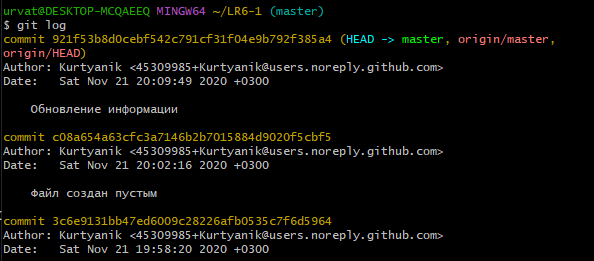 urvat@DESKTOP-MCQAEEQ MINGW64 ~/LR6-1 (master)
$ git log
commit 921f53b8d0cebf542c791cf31f04e9b792f385a4 (HEAD -> master, origin/master,
origin/HEAD)
Author: Kurtyanik <45309985+Kurtyanik@users.noreply.github.com>
Date:   Sat Nov 21 20:09:49 2020 +0300
Обновление информации
commit c08a654a63cfc3a7146b2b7015884d9020f5cbf5
Author: Kurtyanik <45309985+Kurtyanik@users.noreply.github.com>
Date:   Sat Nov 21 20:02:16 2020 +0300
Файл создан пустым
commit 3c6e9131bb47ed6009c28226afb0535c7f6d5964
Author: Kurtyanik <45309985+Kurtyanik@users.noreply.github.com>
Date:   Sat Nov 21 19:58:20 2020 +0300